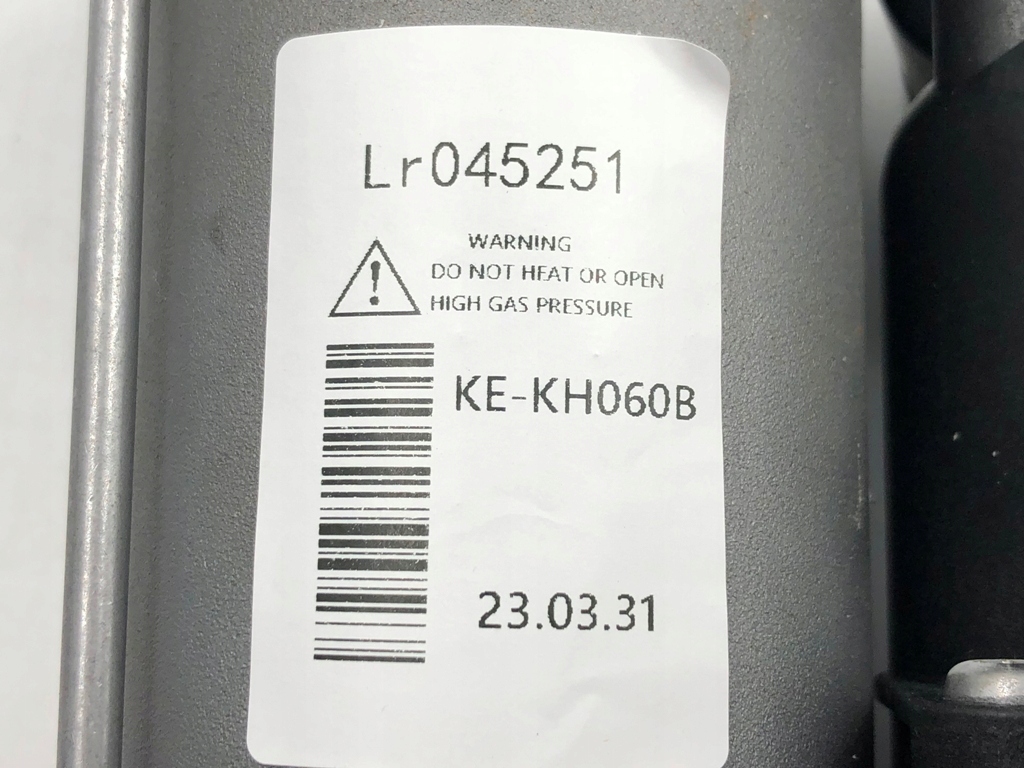 Lr045251
WARNING
DO NOT HEAT OR OPEN
HIGH GAS PRESSURE
KE-KH060B
23.03.31